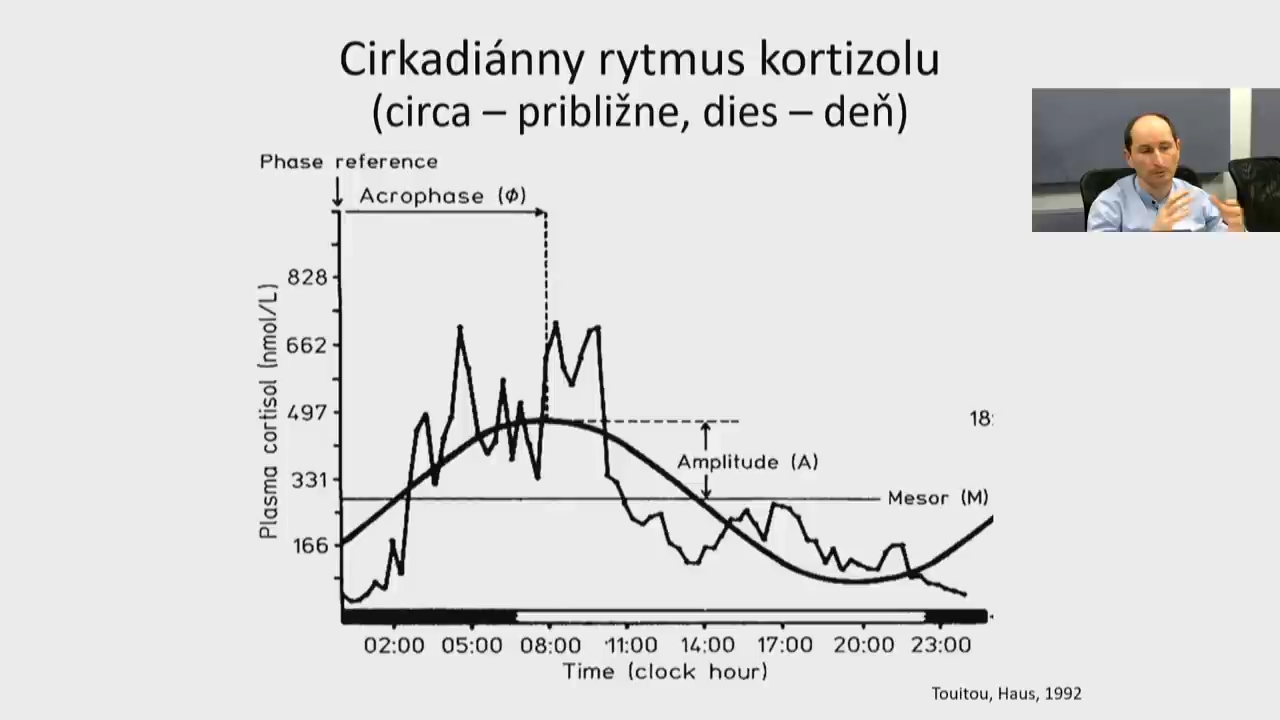 Cirkadiánny rytmus kortizolu
(circa – približne, dies – deň)
Phase reference
Acrophase (Φ)
828
662
497
331
166
Plasma cortisol (nmol/L)
18:
Amplitude (A)
Mesor (M)
02:00 05:00 08:00 11:00 14:00 17:00 20:00 23:00
Time (clock hour)
Touitou, Haus, 1992